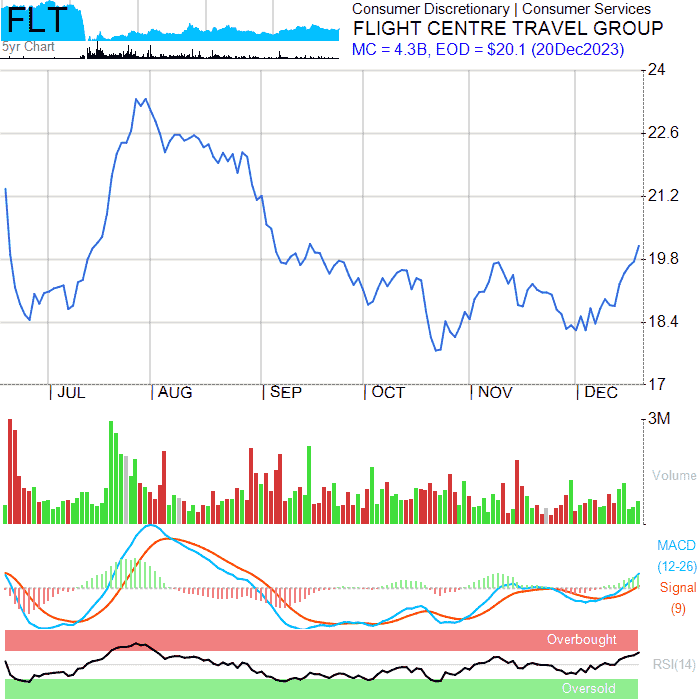 FLT
5yr Chart
Consumer Discretionary | Consumer Services
FLIGHT CENTRE TRAVEL GROUP
MC = 4.3B, EOD = $20.1 (20Dec2023)
24
22.6
21.2
19.8
18.4
17
| JUL | AUG | SEP | OCT | NOV | DEC
3M
Volume
MACD
(12-26)
Signal
(9)
Overbought
RSI(14)
Oversold